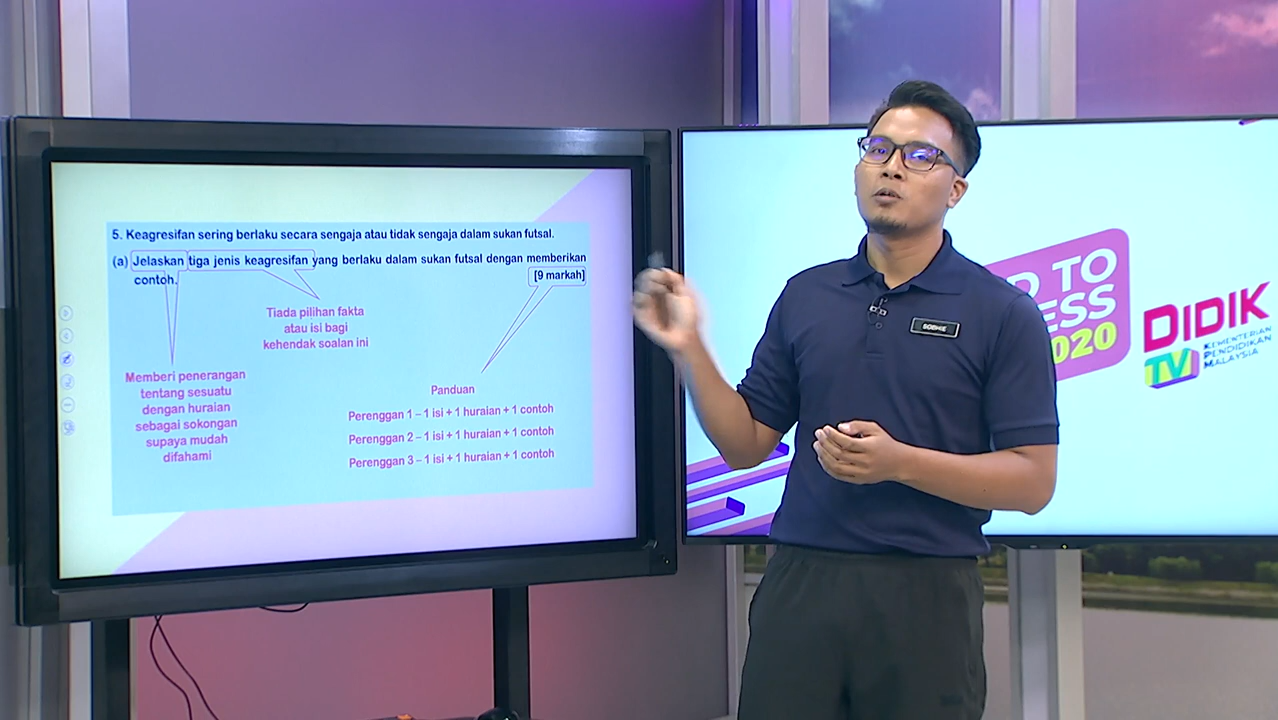 5. Keagresifan sering berlaku secara sengaja atau tidak sengaja dalam sukan futsal.
(a) Jelaskan tiga jenis keagresifan yang berlaku dalam sukan futsal dengan memberikan
contoh.
[9 markah]
Tiada pilihan fakta
atau isi bagi
kehendak soalan ini
Memberi penerangan
tentang sesuatu
dengan huraian
sebagai sokongan
supaya mudah
difahami
Panduan
Perenggan 1 – 1 isi + 1 huraian + 1 contoh
Perenggan 2 – 1 isi + 1 huraian + 1 contoh
Perenggan 3 – 1 isi + 1 huraian + 1 contoh
D TO
ESS
2020
DIDIK
TV
KEMENTERIAN
PENDIDIKAN
MALAYSIA